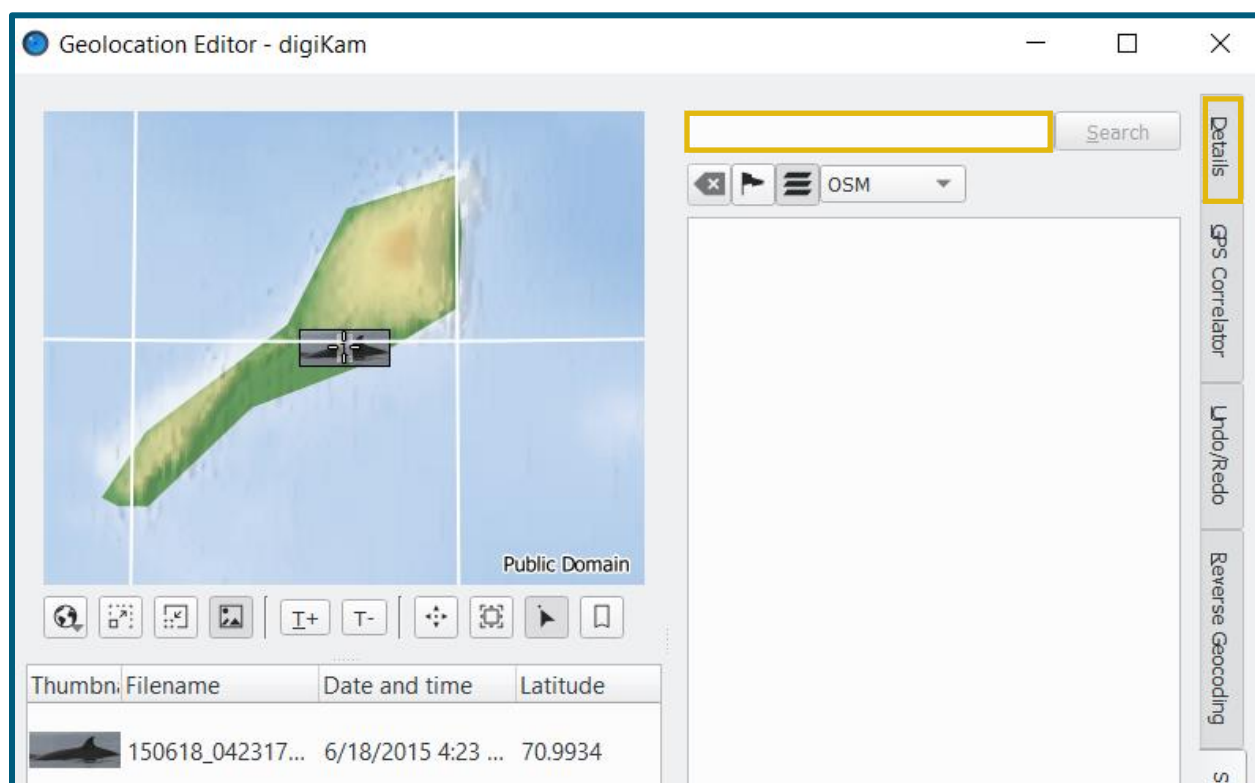 Geolocation Editor - digiKam
Search
OSM
Details
GPS Correlator
Undo/Redo
Reverse Geocoding
S
Public Domain
T+
T-
Thumbn
Filename
Date and time
Latitude
150618_042317...
6/18/2015 4:23 ...
70.9934